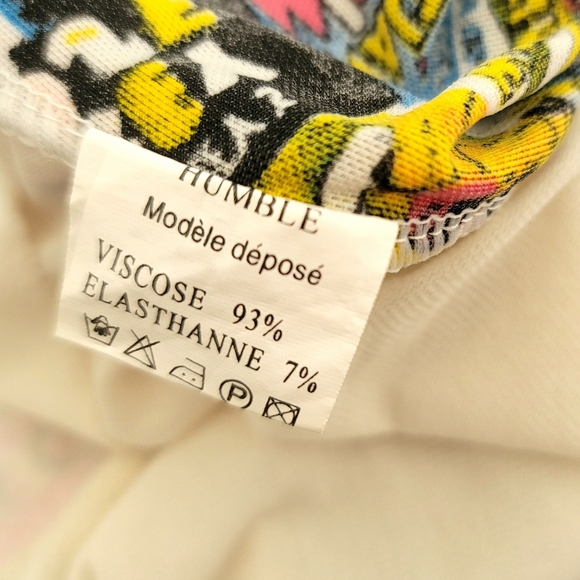 HUMBLE
Modèle déposé
VISCOSE 93%
ELASTHANNE 7%
P